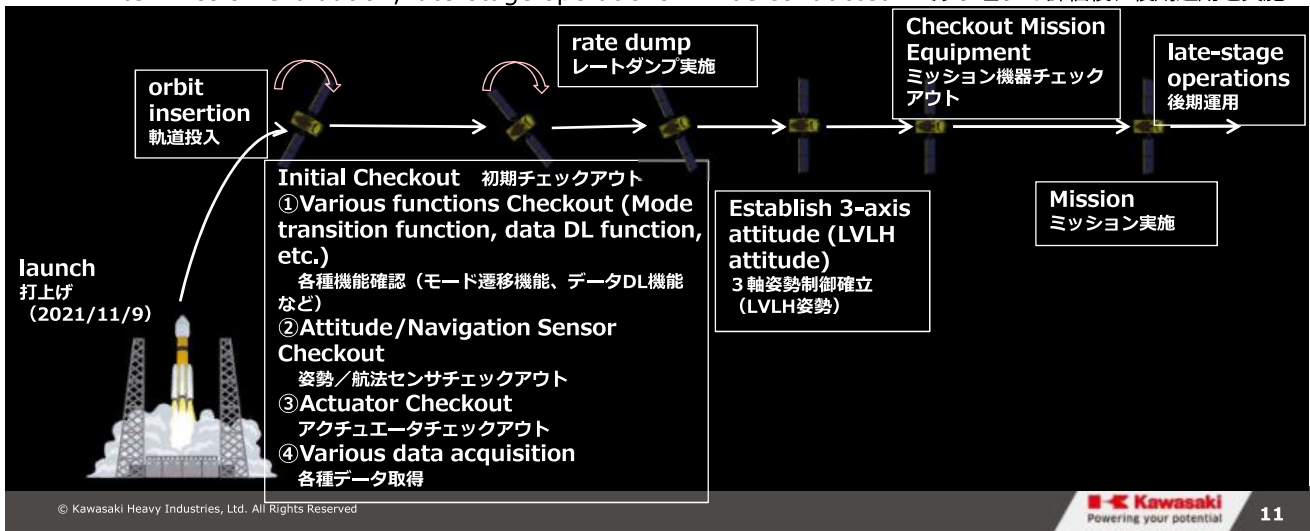 orbit
insertion
軌道投入
rate dump
レートダンプ実施
Checkout Mission
Equipment
ミッション機器チェック
アウト
late-stage
operations
後期運用
Initial Checkout 初期チェックアウト
①Various functions Checkout (Mode
transition function, data DL function,
etc.)
各種機能確認（モード遷移機能、データDL機能
など）
②Attitude/Navigation Sensor
Checkout
姿勢／航法センサチェックアウト
③Actuator Checkout
アクチュエータチェックアウト
④Various data acquisition
各種データ取得
Establish 3-axis
attitude (LVLH
attitude)
３軸姿勢制御確立
（LVLH姿勢）
Mission
ミッション実施
launch
打上げ
（2021/11/9）
© Kawasaki Heavy Industries, Ltd. All Rights Reserved
Kawasaki
Powering your potential
11